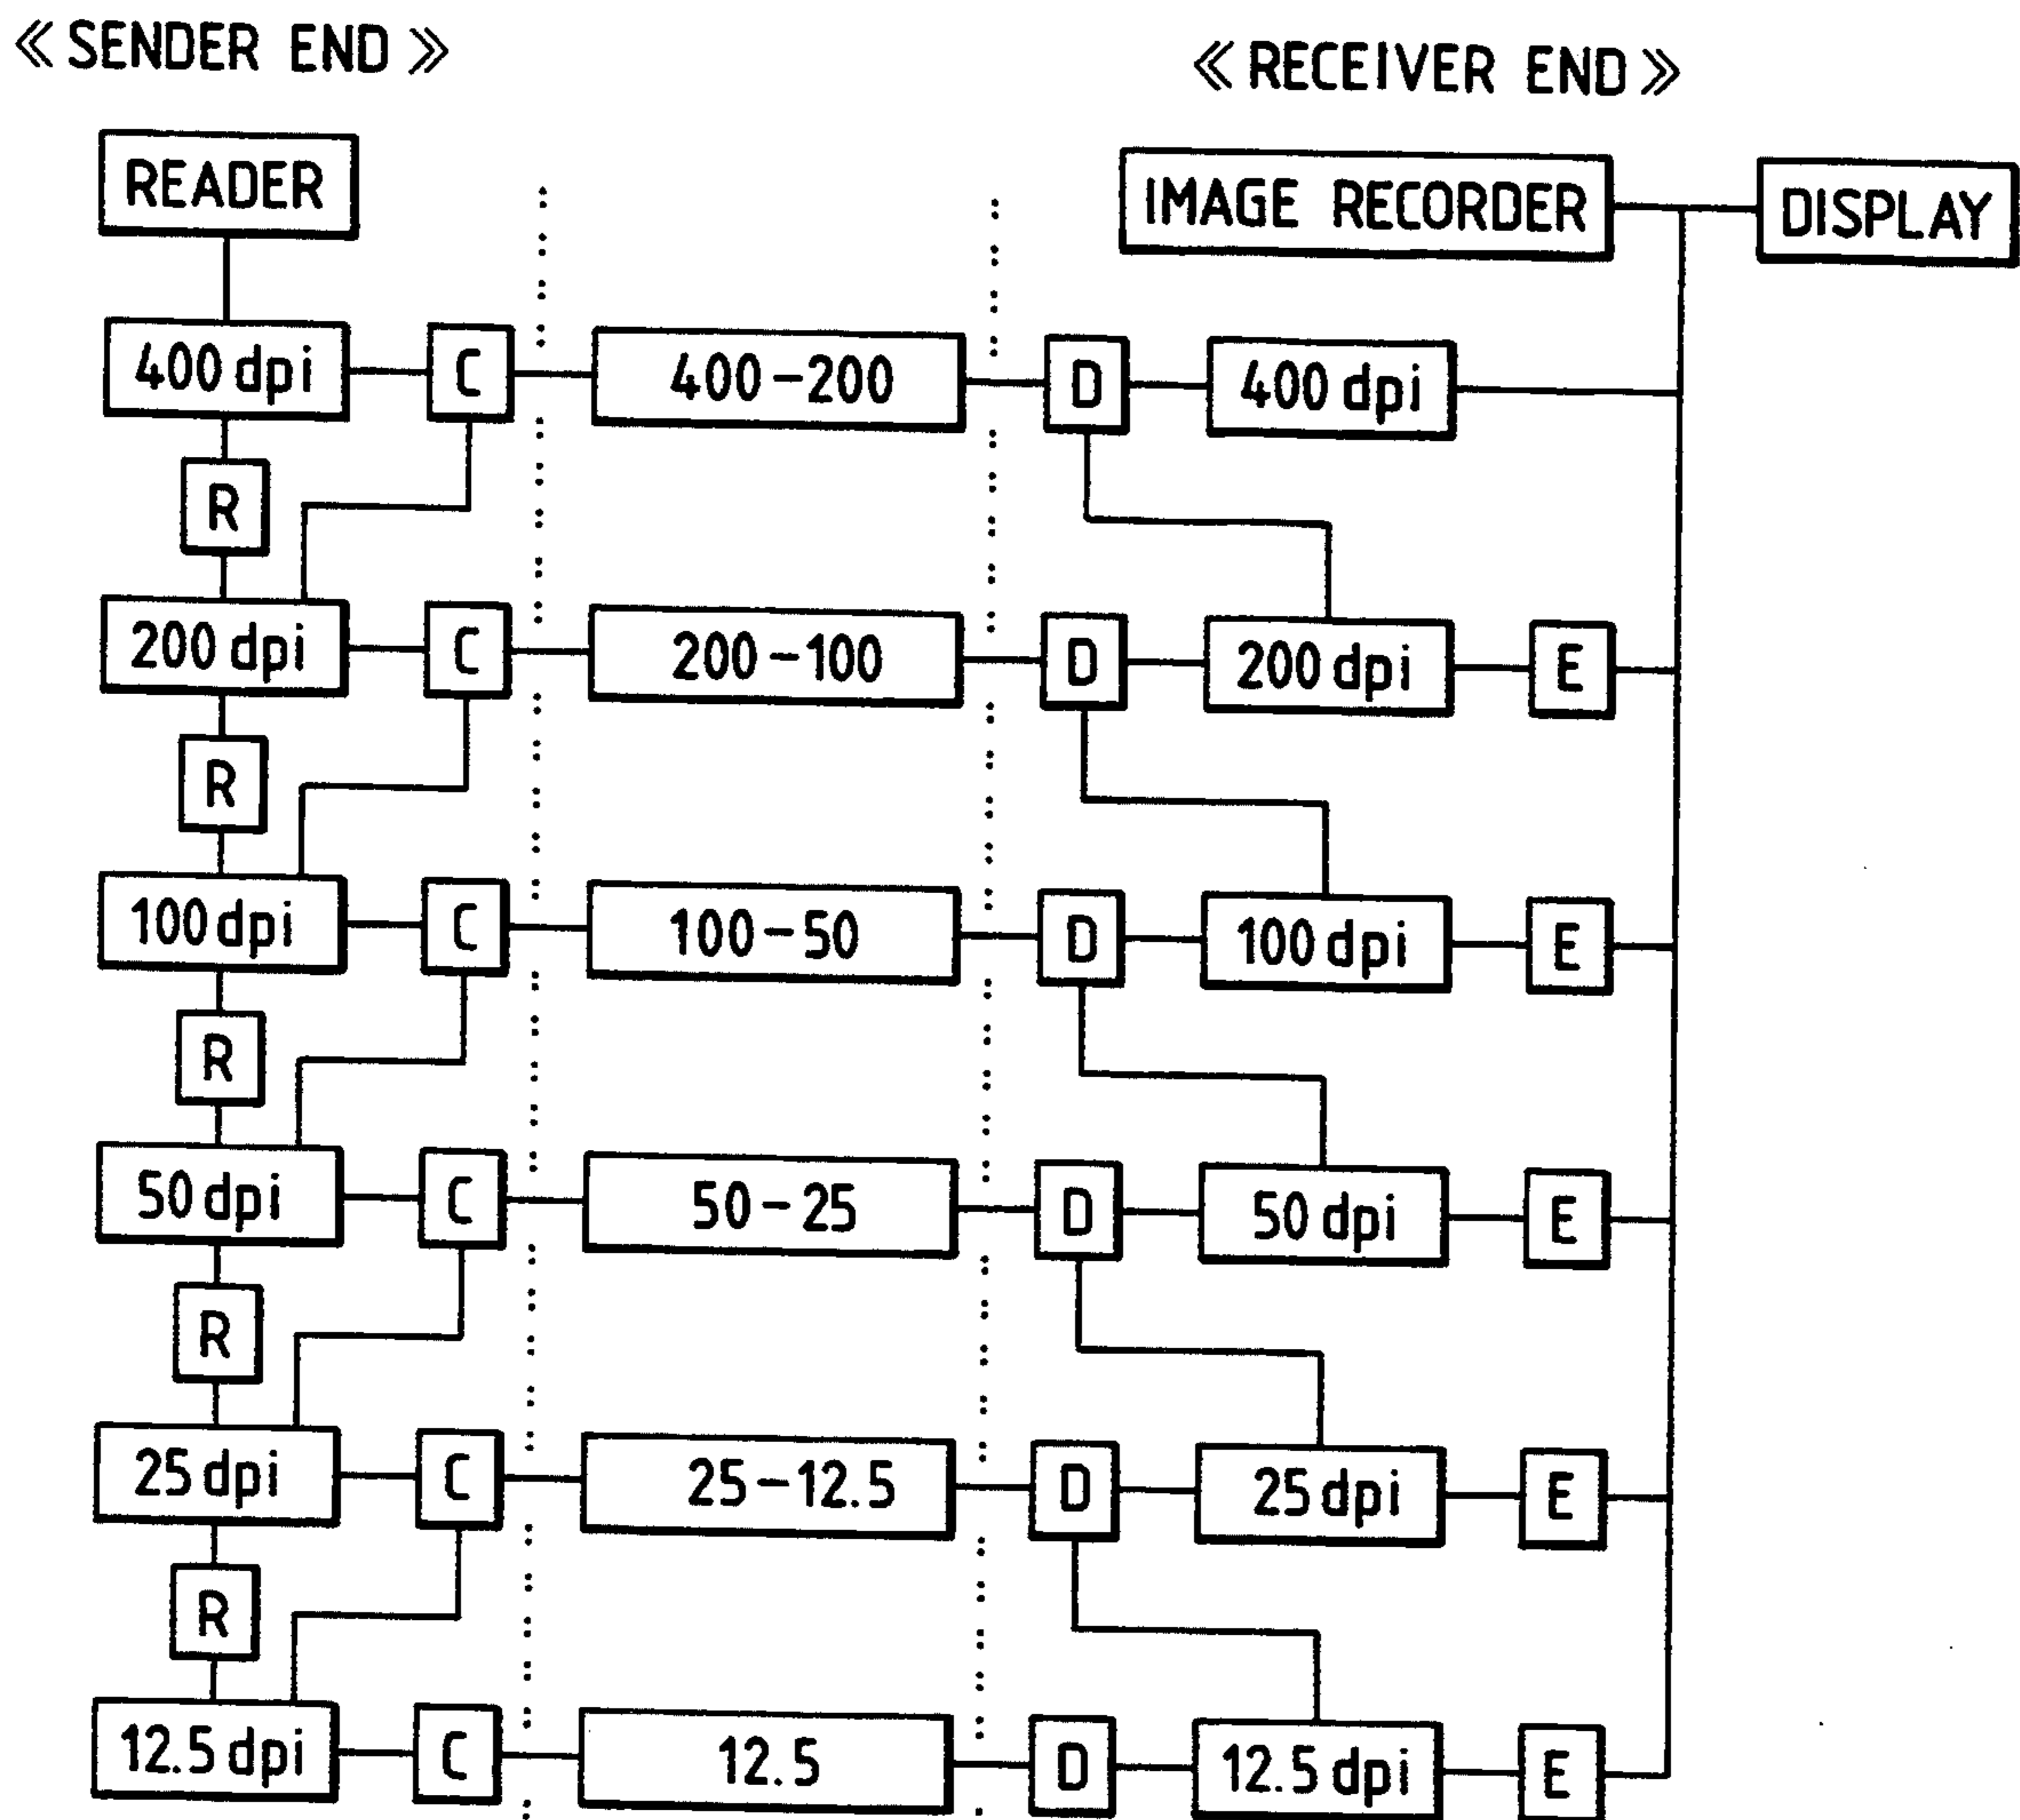 ≪ SENDER END ≫ ≪ RECEIVER END ≫
READER IMAGE RECORDER DISPLAY
400 dpi C 400-200 D 400 dpi
R
200 dpi C 200-100 D 200 dpi E
R
100 dpi C 100-50 D 100 dpi E
R
50 dpi C 50-25 D 50 dpi E
R
25 dpi C 25-12.5 D 25 dpi E
R
12.5 dpi C 12.5 D 12.5 dpi E